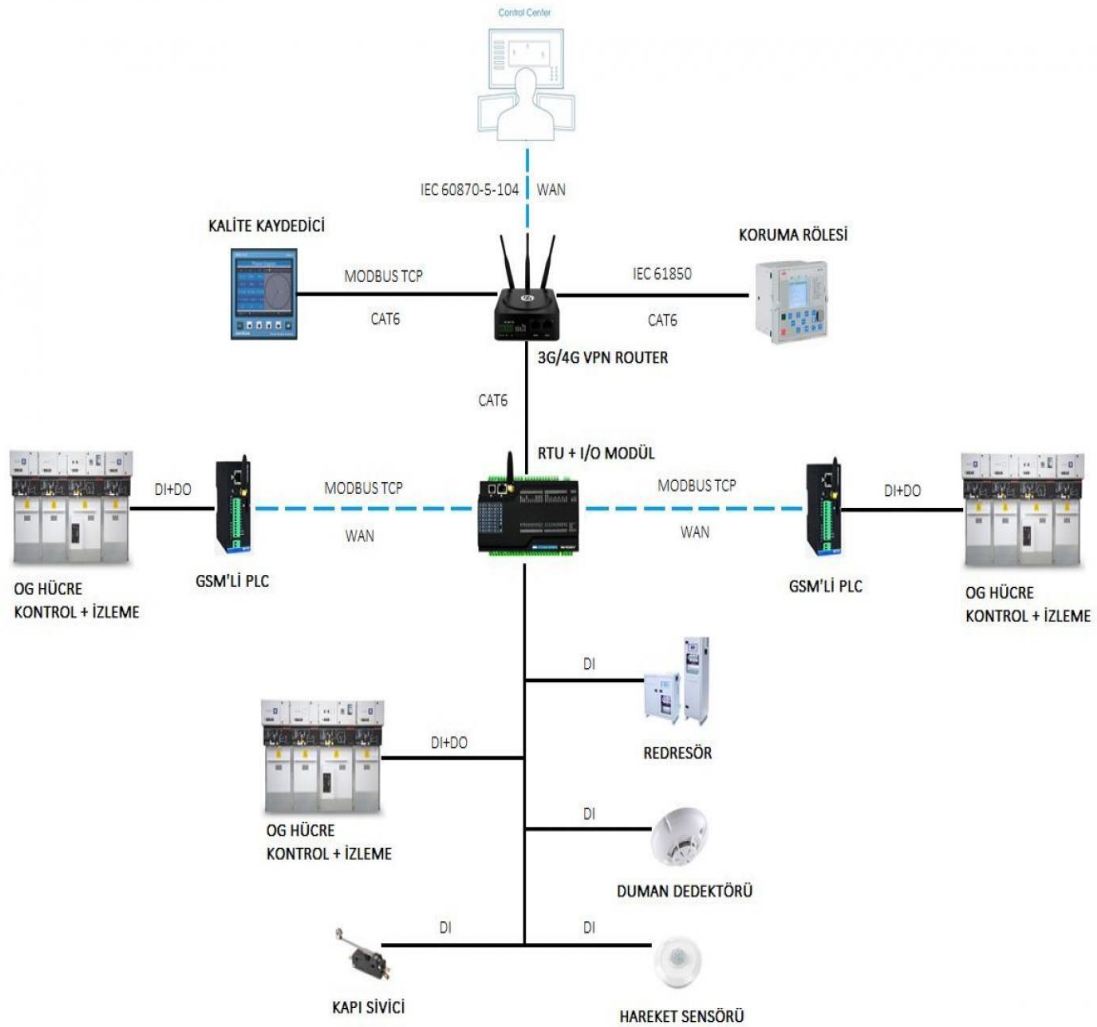 Control Center
IEC 60870-5-104
WAN
KALİTE KAYDEDİCİ
KORUMA RÖLESİ
MODBUS TCP
IEC 61850
CAT6
CAT6
3G/4G VPN ROUTER
CAT6
RTU + I/O MODÜL
DI+DO
MODBUS TCP
MODBUS TCP
DI+DO
WAN
WAN
GSM'Lİ PLC
GSM'Lİ PLC
OG HÜCRE
KONTROL + İZLEME
OG HÜCRE
KONTROL + İZLEME
DI
REDRESÖR
DI+DO
OG HÜCRE
KONTROL + İZLEME
DI
DUMAN DEDEKTÖRÜ
DI
DI
KAPI SİVİCİ
HAREKET SENSÖRÜ